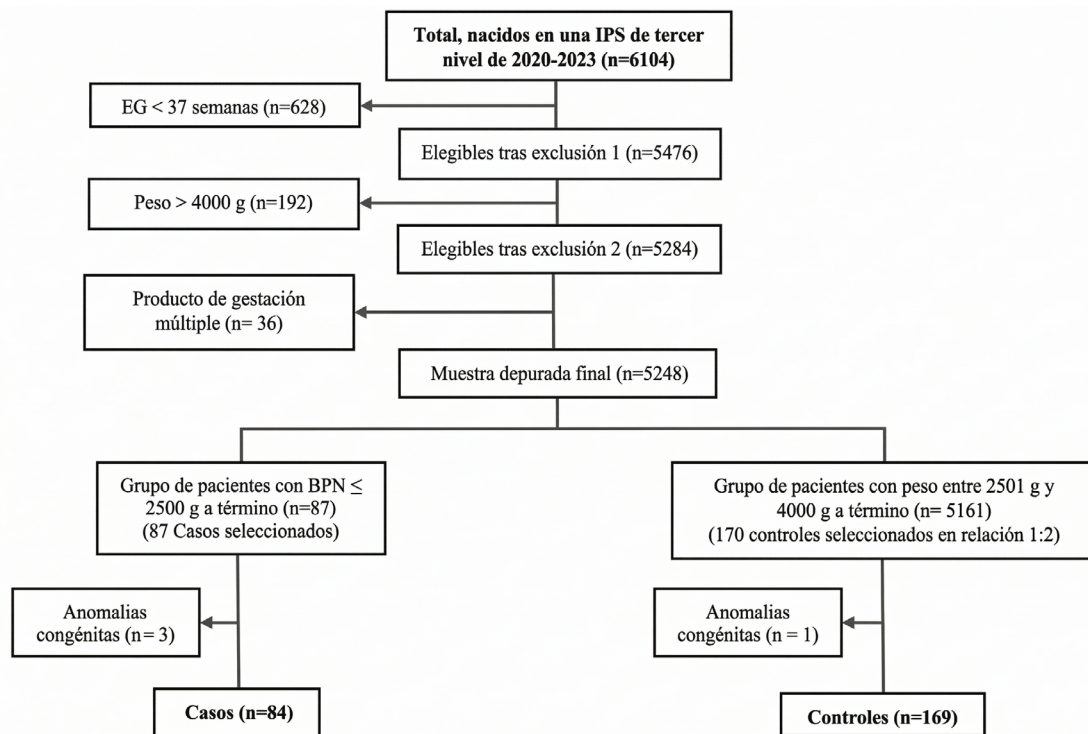 Total, nacidos en una IPS de tercer
nivel de 2020-2023 (n=6104)
EG < 37 semanas (n=628)
Elegibles tras exclusión 1 (n=5476)
Peso > 4000 g (n=192)
Elegibles tras exclusión 2 (n=5284)
Producto de gestación
múltiple (n= 36)
Muestra depurada final (n=5248)
Grupo de pacientes con BPN ≤
2500 g a término (n=87)
(87 Casos seleccionados)
Grupo de pacientes con peso entre 2501 g y
4000 g a término (n= 5161)
(170 controles seleccionados en relación 1:2)
Anomalias
congénitas (n= 3)
Anomalias
congénitas (n = 1)
Casos (n=84)
Controles (n=169)